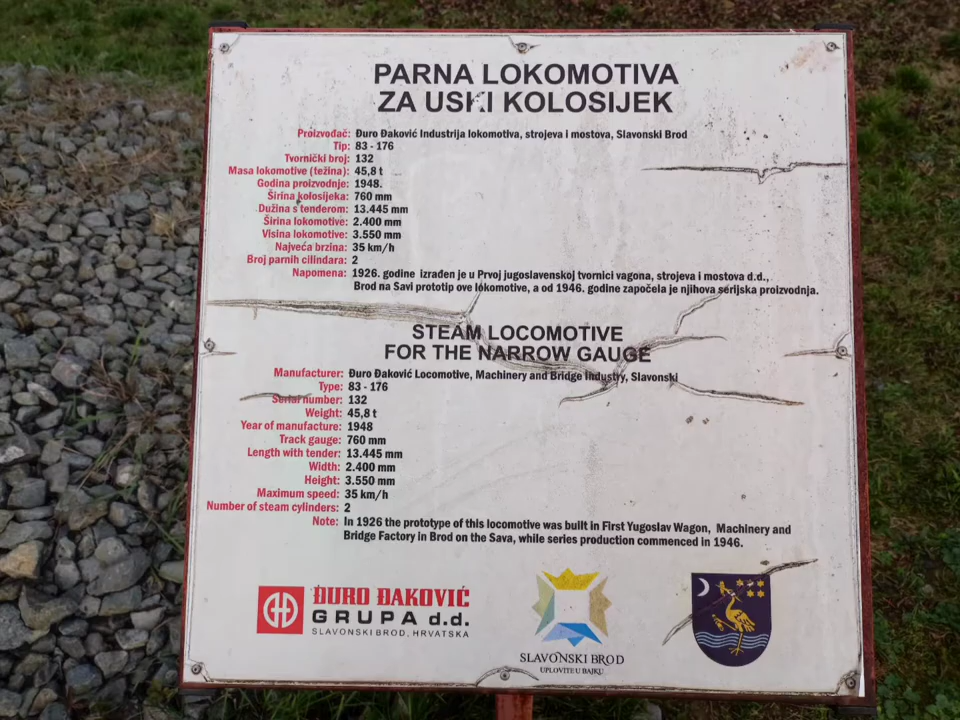 PARNA LOKOMOTIVA
ZA USKI KOLOSIJEK
Proizvođač: Đuro Đaković Industrija lokomotiva, strojeva i mostova, Slavonski Brod
Tip: 83 - 176
Tvornički broj: 132
Masa lokomotive (težina): 45,8 t
Godina proizvodnje: 1948.
Širina kolosijeka: 760 mm
Dužina s tenderom: 13.445 mm
Širina lokomotive: 2.400 mm
Visina lokomotive: 3.550 mm
Najveća brzina: 35 km/h
Broj parnih cilindara: 2
Napomena: 1926. godine izrađen je u Prvoj jugoslavenskoj tvornici vagona, strojeva i mostova d.d.,
Brod na Savi prototip ove lokomotive, a od 1946. godine započela je njihova serijska proizvodnja.
STEAM LOCOMOTIVE
FOR THE NARROW GAUGE
Manufacturer: Đuro Đaković Locomotive, Machinery and Bridge Industry, Slavonski
Type: 83 - 176
Serial number: 132
Weight: 45,8 t
Year of manufacture: 1948
Track gauge: 760 mm
Length with tender: 13.445 mm
Width: 2.400 mm
Height: 3.550 mm
Maximum speed: 35 km/h
Number of steam cylinders: 2
Note: In 1926 the prototype of this locomotive was built in First Yugoslav Wagon, Machinery and
Bridge Factory in Brod on the Sava, while series production commenced in 1946.
ĐURO ĐAKOVIĆ
GRUPA d.d.
SLAVONSKI BROD, HRVATSKA
SLAVONSKI BROD
UPLOVITE U BAJKU